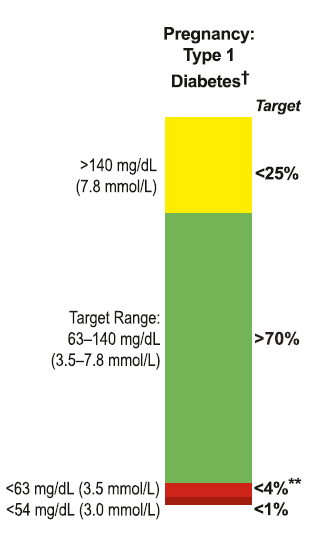 Pregnancy:
Type 1
Diabetes†
Target
>140 mg/dL
(7.8 mmol/L)
<25%
Target Range:
63–140 mg/dL
(3.5–7.8 mmol/L)
>70%
<63 mg/dL (3.5 mmol/L)
<4%**
<54 mg/dL (3.0 mmol/L)
<1%